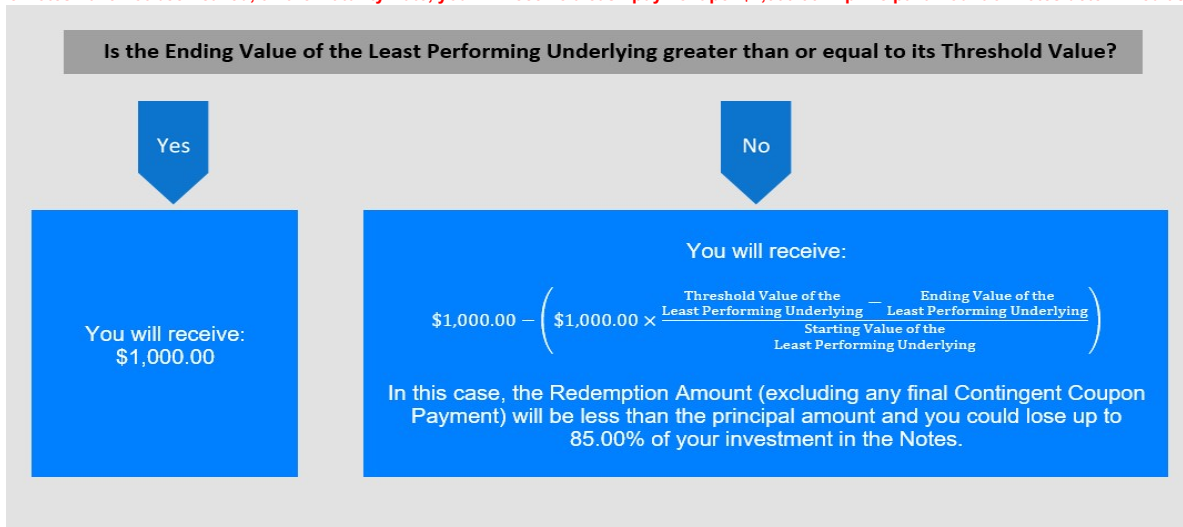 Is the Ending Value of the Least Performing Underlying greater than or equal to its Threshold Value?
Yes
No
You will receive:
$1,000.00
You will receive:
$1,000.00 − ( $1,000.00 ×
Threshold Value of the
Least Performing Underlying
−
Ending Value of the
Least Performing Underlying
Starting Value of the
Least Performing Underlying
)
In this case, the Redemption Amount (excluding any final Contingent Coupon
Payment) will be less than the principal amount and you could lose up to
85.00% of your investment in the Notes.